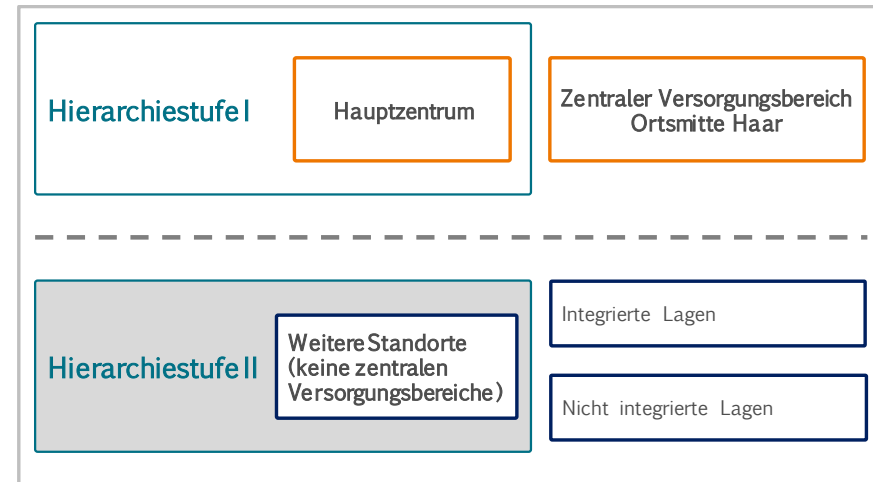 Hierarchiestufe I
Hauptzentrum
Zentraler Versorgungsbereich
Ortsmitte Haar
Hierarchiestufe II
Weitere Standorte
(keine zentralen
Versorgungsbereiche)
Integrierte Lagen
Nicht integrierte Lagen